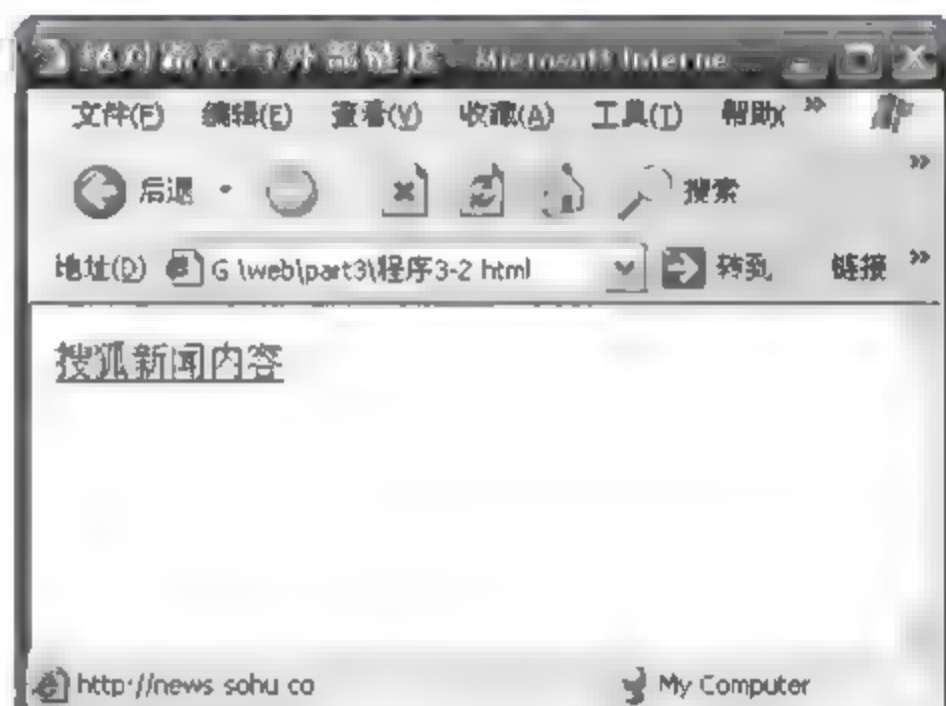 绝对路径与外部链接 - Microsoft Interne...
文件(F) 编辑(E) 查看(V) 收藏(A) 工具(T) 帮助( »
后退 搜索 »
地址(D) G \web\part3\程序3-2 html 转到 链接 »
搜狐新闻内容
http://news sohu co My Computer